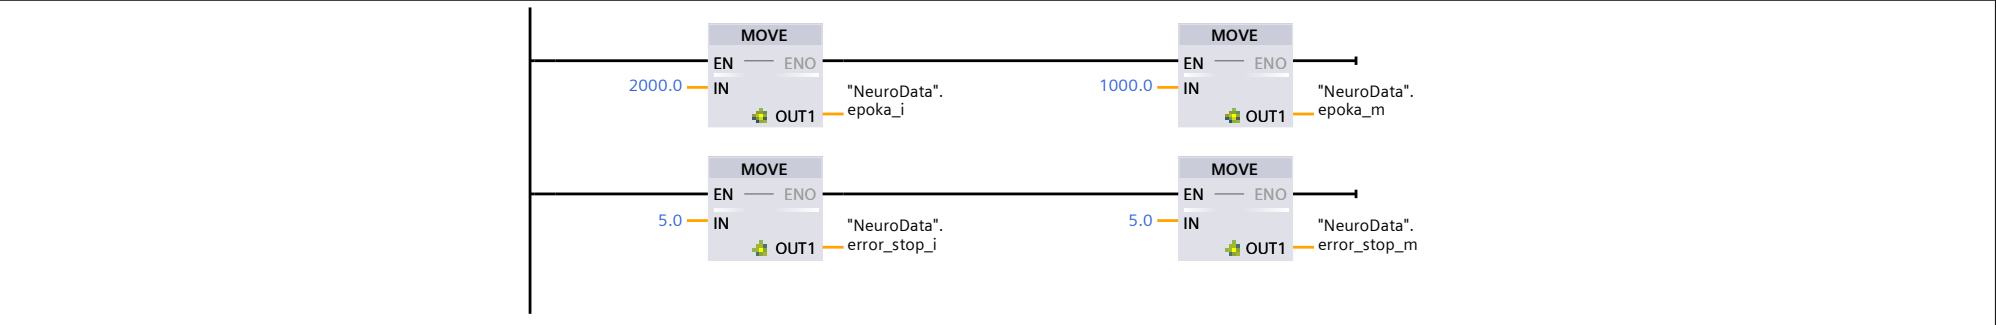 MOVE
MOVE
EN ENO
EN ENO
2000.0 IN
1000.0 IN
"NeuroData".
epoka_i
"NeuroData".
epoka_m
OUT1
OUT1
MOVE
MOVE
EN ENO
EN ENO
5.0 IN
5.0 IN
"NeuroData".
error_stop_i
"NeuroData".
error_stop_m
OUT1
OUT1